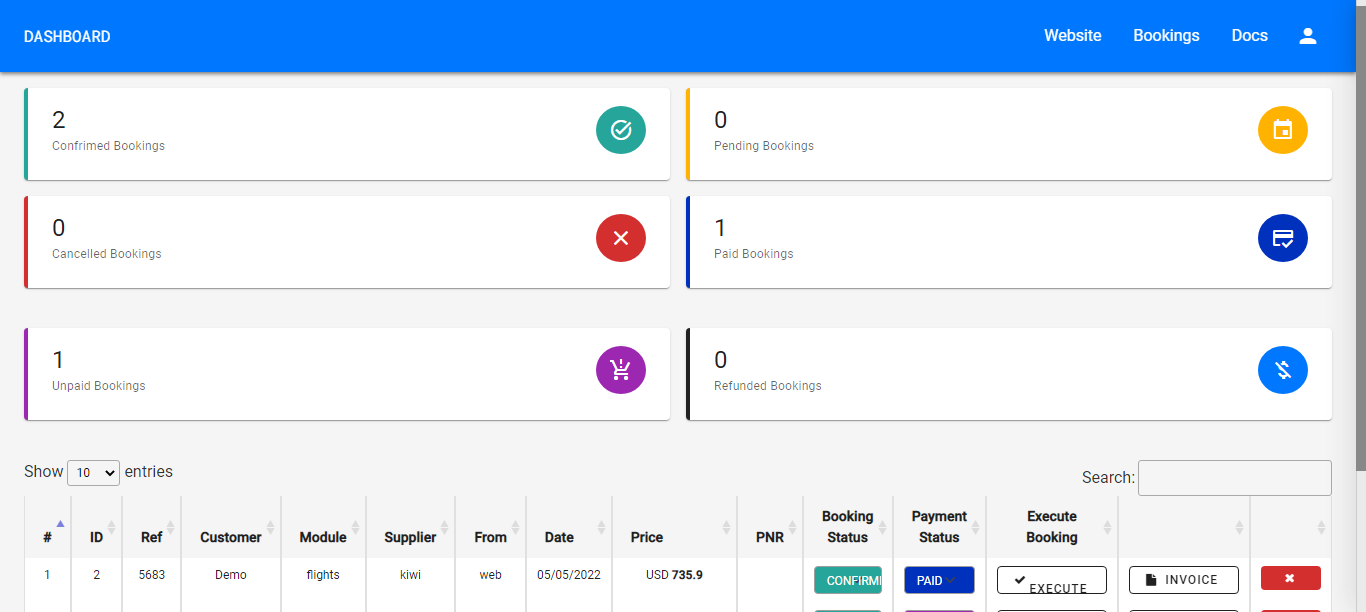 DASHBOARD
Website Bookings Docs
2
Confrimed Bookings
0
Pending Bookings
0
Cancelled Bookings
1
Paid Bookings
1
Unpaid Bookings
0
Refunded Bookings
Show 10 entries
Search:
# ID Ref Customer Module Supplier From Date Price PNR Booking Status Payment Status Execute Booking
1 2 5683 Demo flights kiwi web 05/05/2022 USD 735.9 CONFIRM PAID EXECUTE INVOICE